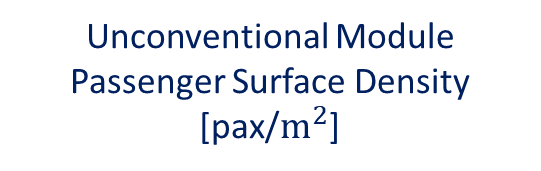 Unconventional Module
Passenger Surface Density
[pax/m²]